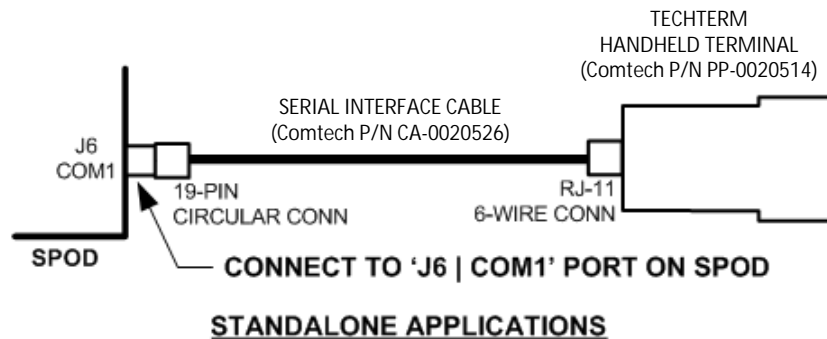 TECHTERM
HANDHELD TERMINAL
(Comtech P/N PP-0020514)
SERIAL INTERFACE CABLE
(Comtech P/N CA-0020526)
J6
COM1
19-PIN
CIRCULAR CONN
RJ-11
6-WIRE CONN
SPOD
CONNECT TO ‘J6 | COM1’ PORT ON SPOD
STANDALONE APPLICATIONS